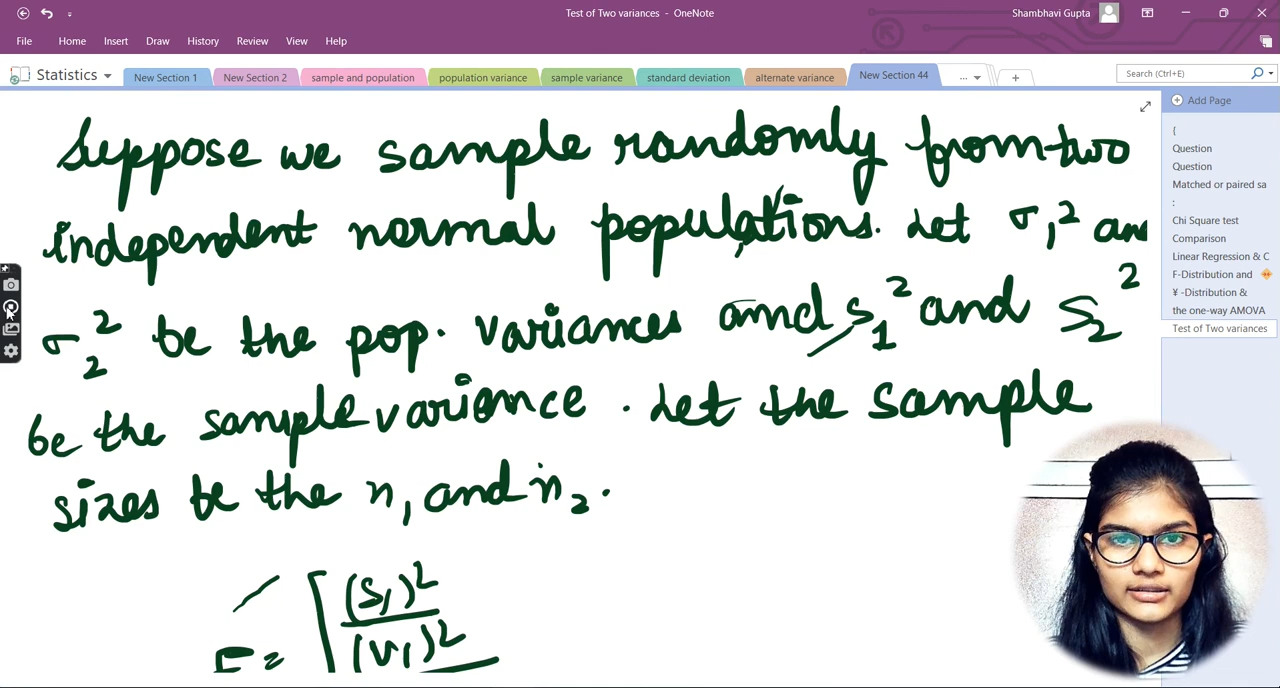 Test of Two variances - OneNote
Shambhavi Gupta
File Home Insert Draw History Review View Help
Statistics
New Section 1 New Section 2 sample and population population variance sample variance standard deviation alternate variance New Section 44 ... +
Search (Ctrl+E)
Suppose we sample randomly from two
independent normal populations. Let σ₁² an
σ₂² be the pop. variances and s₁² and s₂²
be the sample variance. Let the sample
sizes be the n₁ and n₂.
F = [ (s₁)² / (v₁)²
Add Page
{
Question
Question
Matched or paired sa
:
Chi Square test
Comparison
Linear Regression & C
F-Distribution and
¥ -Distribution &
the one-way AMOVA
Test of Two variances